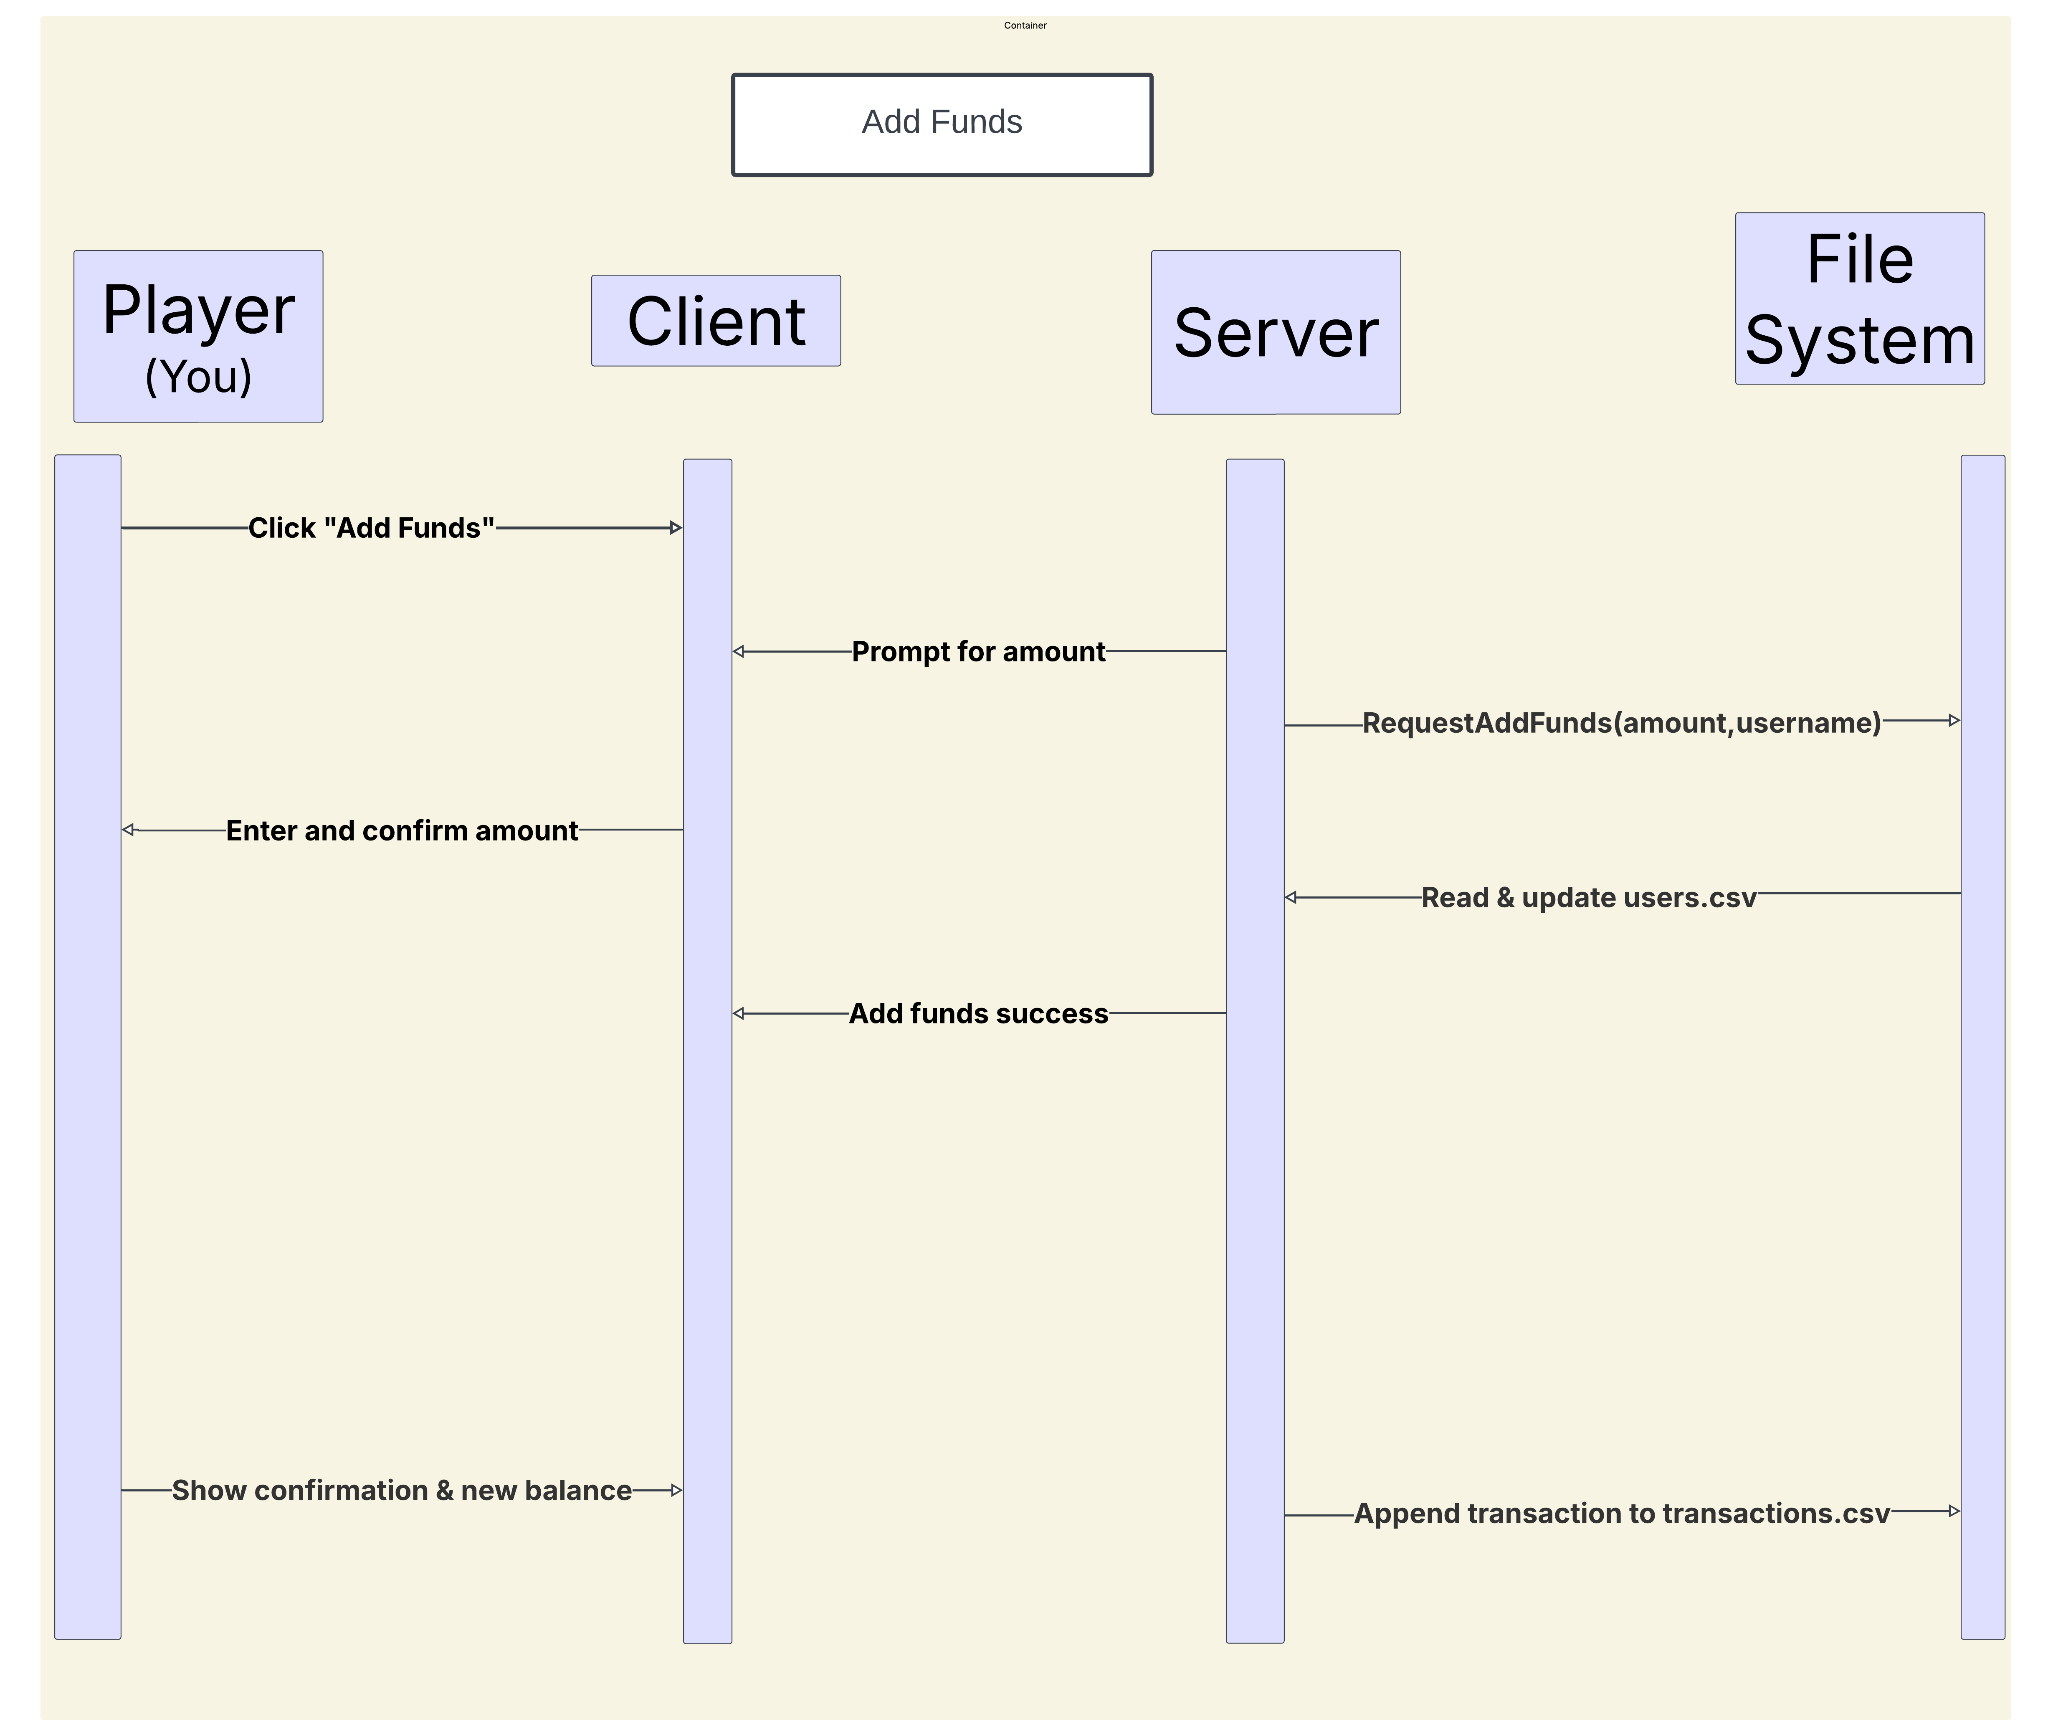 Container
Add Funds
Player
(You)
Client
Server
File
System
Click "Add Funds"
Prompt for amount
RequestAddFunds(amount,username)
Enter and confirm amount
Read & update users.csv
Add funds success
Show confirmation & new balance
Append transaction to transactions.csv